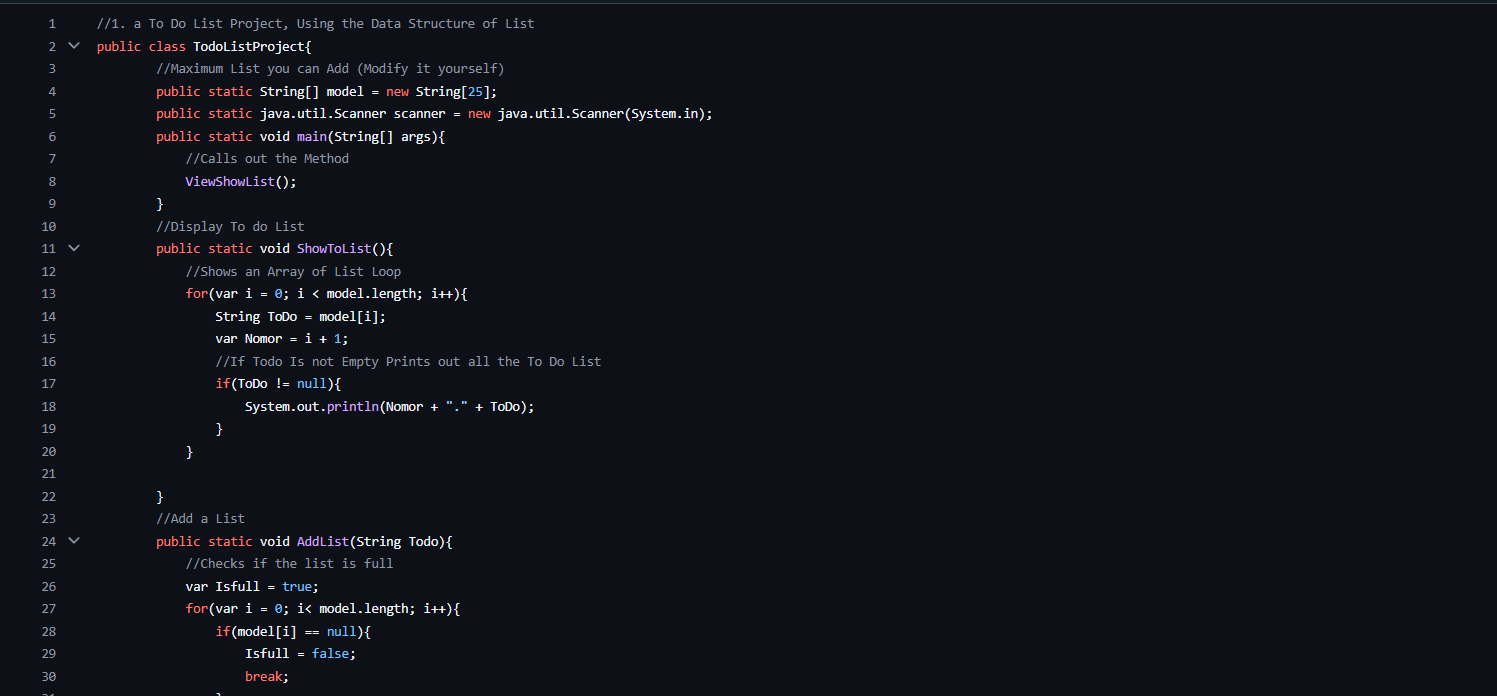 1 //1. a To Do List Project, Using the Data Structure of List
2 public class TodoListProject{
3 //Maximum List you can Add (Modify it yourself)
4 public static String[] model = new String[25];
5 public static java.util.Scanner scanner = new java.util.Scanner(System.in);
6 public static void main(String[] args){
7 //Calls out the Method
8 ViewShowList();
9 }
10 //Display To do List
11 public static void ShowToList(){
12 //Shows an Array of List Loop
13 for(var i = 0; i < model.length; i++){
14 String ToDo = model[i];
15 var Nomor = i + 1;
16 //If Todo Is not Empty Prints out all the To Do List
17 if(ToDo != null){
18 System.out.println(Nomor + "." + ToDo);
19 }
20 }
21
22 }
23 //Add a List
24 public static void AddList(String Todo){
25 //Checks if the list is full
26 var Isfull = true;
27 for(var i = 0; i< model.length; i++){
28 if(model[i] == null){
29 Isfull = false;
30 break;